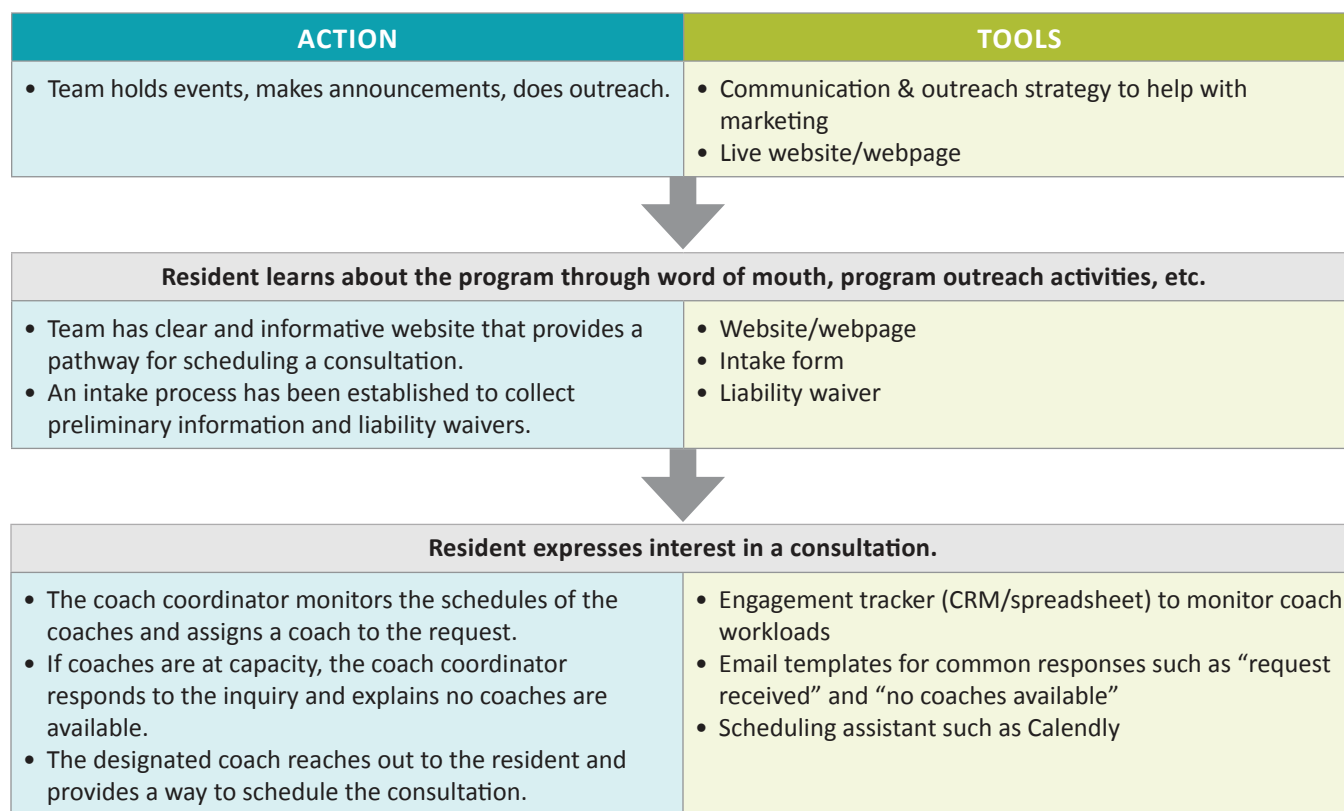 ACTION
TOOLS
• Team holds events, makes announcements, does outreach.
• Communication & outreach strategy to help with
marketing
• Live website/webpage
Resident learns about the program through word of mouth, program outreach activities, etc.
• Team has clear and informative website that provides a
pathway for scheduling a consultation.
• An intake process has been established to collect
preliminary information and liability waivers.
• Website/webpage
• Intake form
• Liability waiver
Resident expresses interest in a consultation.
• The coach coordinator monitors the schedules of the
coaches and assigns a coach to the request.
• If coaches are at capacity, the coach coordinator
responds to the inquiry and explains no coaches are
available.
• The designated coach reaches out to the resident and
provides a way to schedule the consultation.
• Engagement tracker (CRM/spreadsheet) to monitor coach
workloads
• Email templates for common responses such as “request
received” and “no coaches available”
• Scheduling assistant such as Calendly